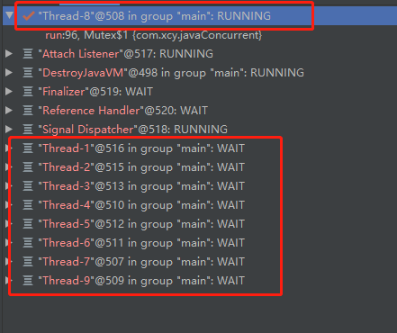 "Thread-8"@508 in group "main": RUNNING
run:96, Mutex$1 {com.xcy.javaConcurrent}
"Attach Listener"@517: RUNNING
"DestroyJavaVM"@498 in group "main": RUNNING
"Finalizer"@519: WAIT
"Reference Handler"@520: WAIT
"Signal Dispatcher"@518: RUNNING
"Thread-1"@516 in group "main": WAIT
"Thread-2"@515 in group "main": WAIT
"Thread-3"@513 in group "main": WAIT
"Thread-4"@510 in group "main": WAIT
"Thread-5"@512 in group "main": WAIT
"Thread-6"@511 in group "main": WAIT
"Thread-7"@507 in group "main": WAIT
"Thread-9"@509 in group "main": WAIT